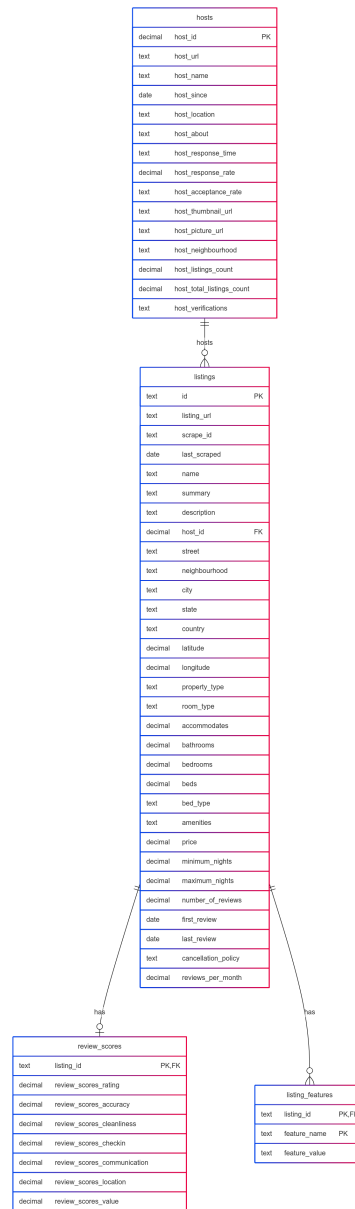 hosts
decimal host_id PK
text host_url
text host_name
date host_since
text host_location
text host_about
text host_response_time
decimal host_response_rate
text host_acceptance_rate
text host_thumbnail_url
text host_picture_url
text host_neighbourhood
decimal host_listings_count
decimal host_total_listings_count
text host_verifications
hosts
listings
text id PK
text listing_url
text scrape_id
date last_scraped
text name
text summary
text description
decimal host_id FK
text street
text neighbourhood
text city
text state
text country
decimal latitude
decimal longitude
text property_type
text room_type
decimal accommodates
decimal bathrooms
decimal bedrooms
decimal beds
text bed_type
text amenities
decimal price
decimal minimum_nights
decimal maximum_nights
decimal number_of_reviews
date first_review
date last_review
text cancellation_policy
decimal reviews_per_month
has
has
review_scores
text listing_id PK,FK
decimal review_scores_rating
decimal review_scores_accuracy
decimal review_scores_cleanliness
decimal review_scores_checkin
decimal review_scores_communication
decimal review_scores_location
decimal review_scores_value
listing_features
text listing_id PK,F
text feature_name PK
text feature_value